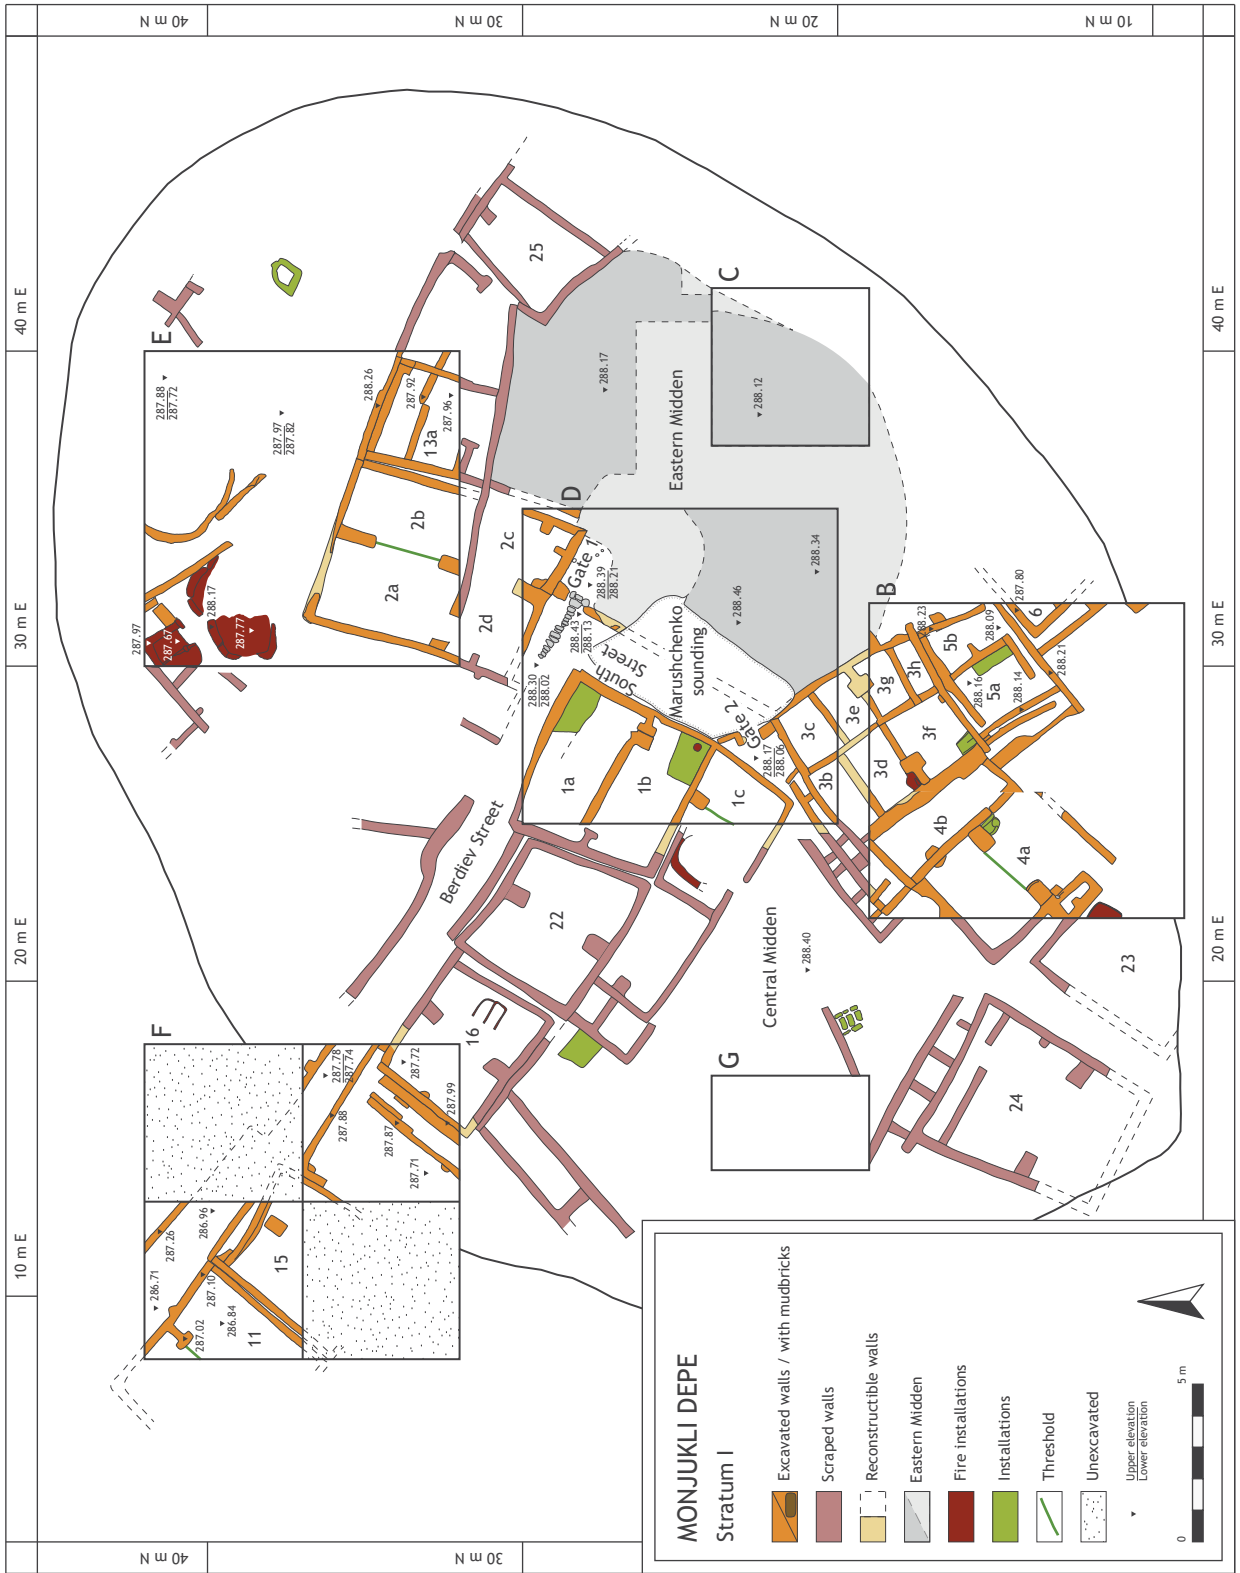 40 m N
30 m N
20 m N
10 m N
40 m E
30 m E
20 m E
10 m E
40 m E
30 m E
20 m E
40 m N
30 m N
E
287.88
287.72
287.97
287.82
288.26
287.92
287.96
13a
2b
2a
2c
2d
25
288.17
C
288.12
Eastern Midden
D
Gate 1
288.39
288.21
288.43
288.13
288.30
288.02
South
Street
Marushchenko
sounding
288.46
288.34
287.97
287.67
287.77
288.17
B
287.80
6
288.23
5b
288.09
288.21
5a
288.16
288.14
3h
3g
3e
3f
3d
3c
3b
Gate 2
288.17
288.06
1a
1b
1c
4b
4a
Berdiev Street
22
16
Central Midden
288.40
23
24
G
F
287.78
287.74
287.72
287.88
287.99
287.87
287.71
286.96
287.26
286.71
287.10
287.02
286.84
15
11
MONJUKLI DEPE
Stratum I
Excavated walls / with mudbricks
Scraped walls
Reconstructible walls
Eastern Midden
Fire installations
Installations
Threshold
Unexcavated
Upper elevation
Lower elevation
0
5 m